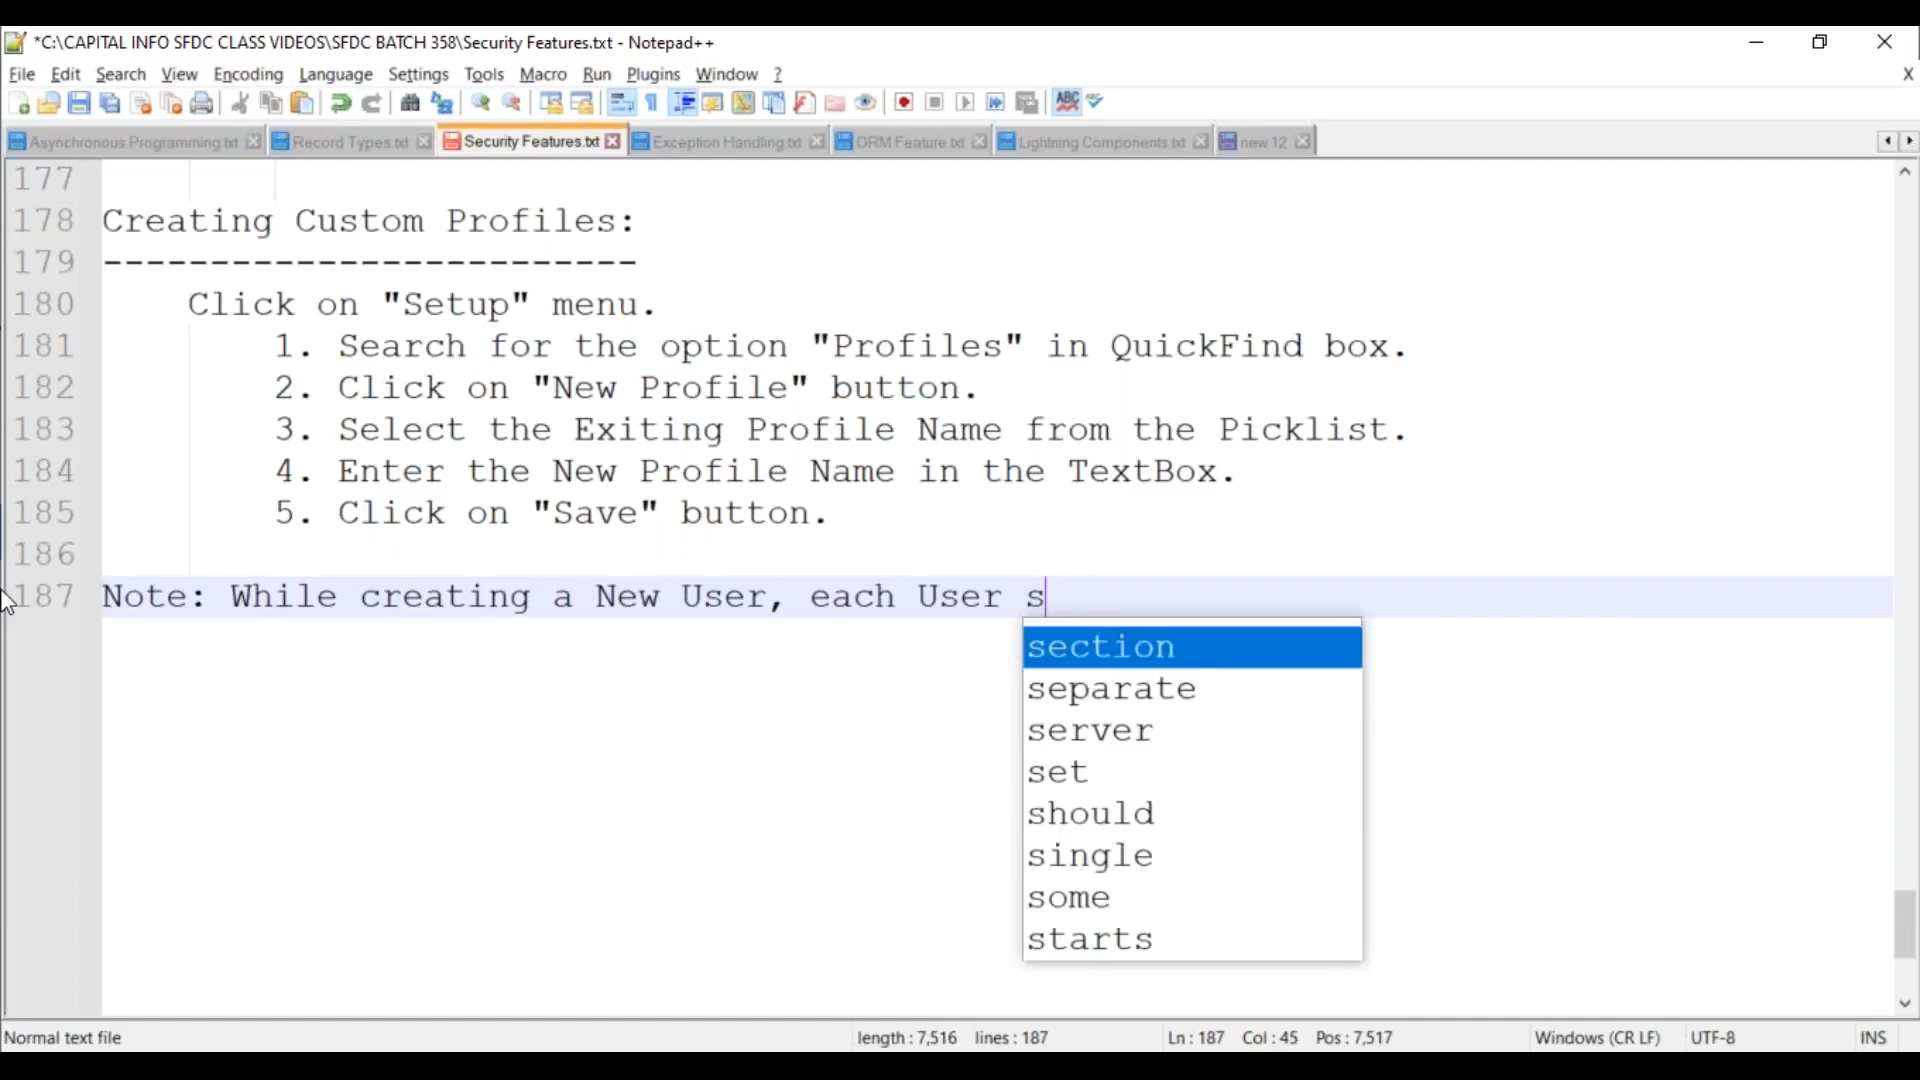 *C:\CAPITAL INFO SFDC CLASS VIDEOS\SFDC BATCH 358\Security Features.txt - Notepad++
File Edit Search View Encoding Language Settings Tools Macro Run Plugins Window ? X
Asynchronous Programming.txt Record Types.txt Security Features.txt Exception Handling.txt ORM Feature.txt Lightning Components.txt new 12
177
178 Creating Custom Profiles:
179 -------------------------
180 Click on "Setup" menu.
181 1. Search for the option "Profiles" in QuickFind box.
182 2. Click on "New Profile" button.
183 3. Select the Exiting Profile Name from the Picklist.
184 4. Enter the New Profile Name in the TextBox.
185 5. Click on "Save" button.
186
187 Note: While creating a New User, each User s
section
separate
server
set
should
single
some
starts
Normal text file length : 7,516 lines : 187 Ln : 187 Col : 45 Pos : 7,517 Windows (CR LF) UTF-8 INS